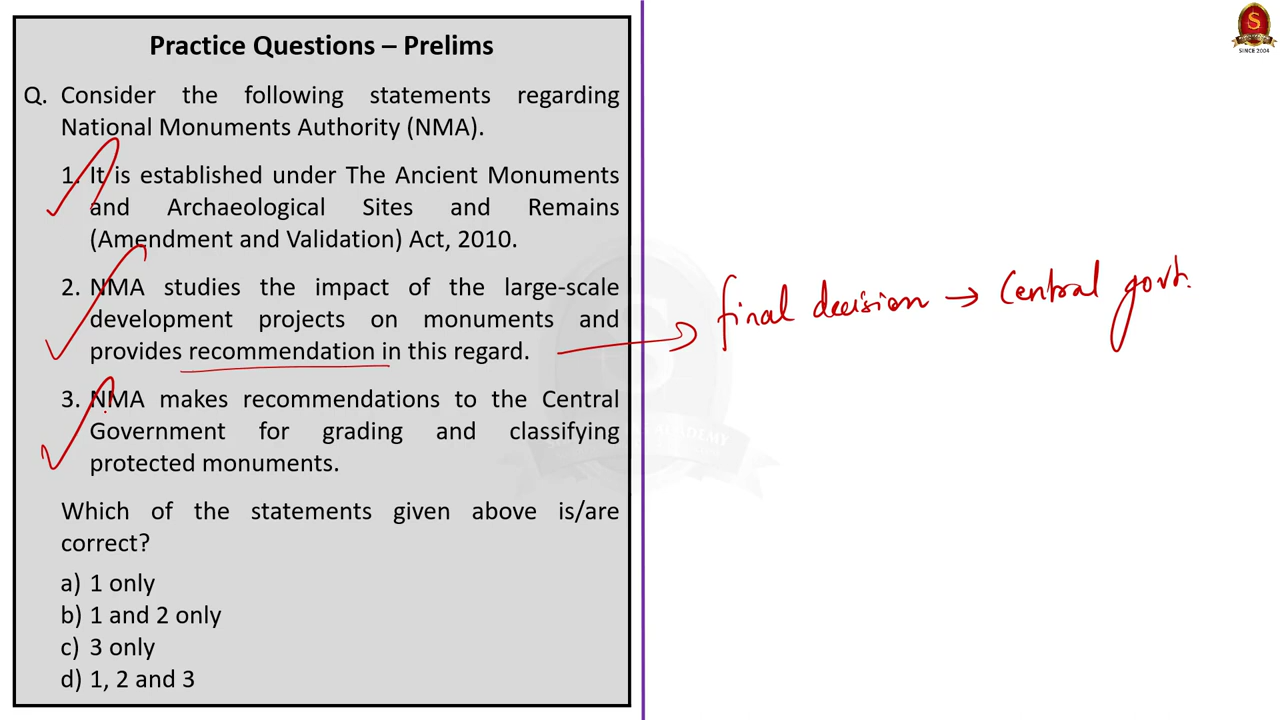 Practice Questions – Prelims
Q. Consider the following statements regarding
National Monuments Authority (NMA).
1. It is established under The Ancient Monuments
and Archaeological Sites and Remains
(Amendment and Validation) Act, 2010.
2. NMA studies the impact of the large-scale
development projects on monuments and
provides recommendation in this regard.
3. NMA makes recommendations to the Central
Government for grading and classifying
protected monuments.
Which of the statements given above is/are
correct?
a) 1 only
b) 1 and 2 only
c) 3 only
d) 1, 2 and 3
final decision → Central govt.
S
SINCE 2004
ACADEMY